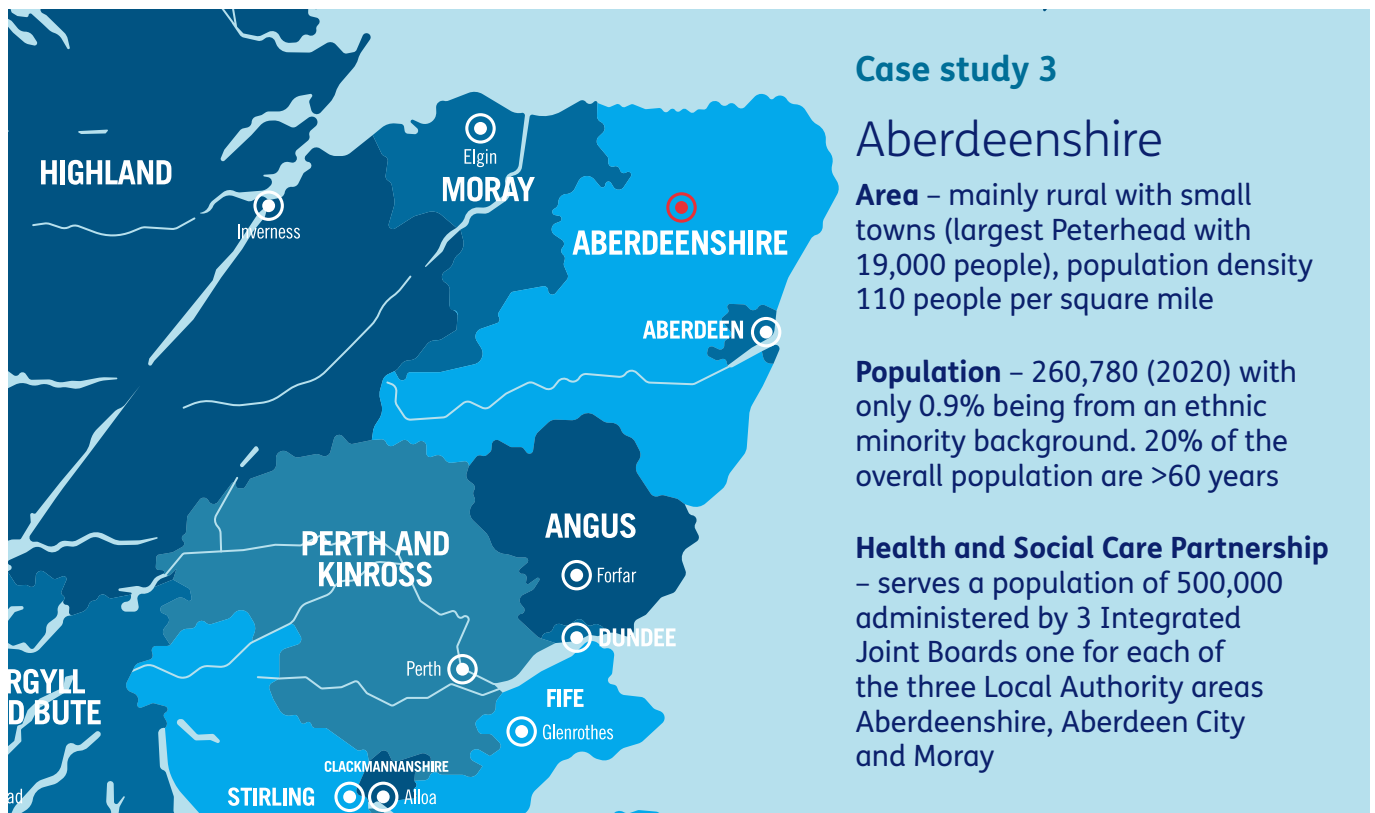 Case study 3
Aberdeenshire
Area – mainly rural with small
towns (largest Peterhead with
19,000 people), population density
110 people per square mile
Population – 260,780 (2020) with
only 0.9% being from an ethnic
minority background. 20% of the
overall population are >60 years
Health and Social Care Partnership
– serves a population of 500,000
administered by 3 Integrated
Joint Boards one for each of
the three Local Authority areas
Aberdeenshire, Aberdeen City
and Moray
HIGHLAND
Inverness
Elgin
MORAY
ABERDEENSHIRE
ABERDEEN
PERTH AND
KINROSS
ANGUS
Forfar
DUNDEE
Perth
RGYLL
D BUTE
FIFE
Glenrothes
CLACKMANNANSHIRE
STIRLING
Alloa
ad